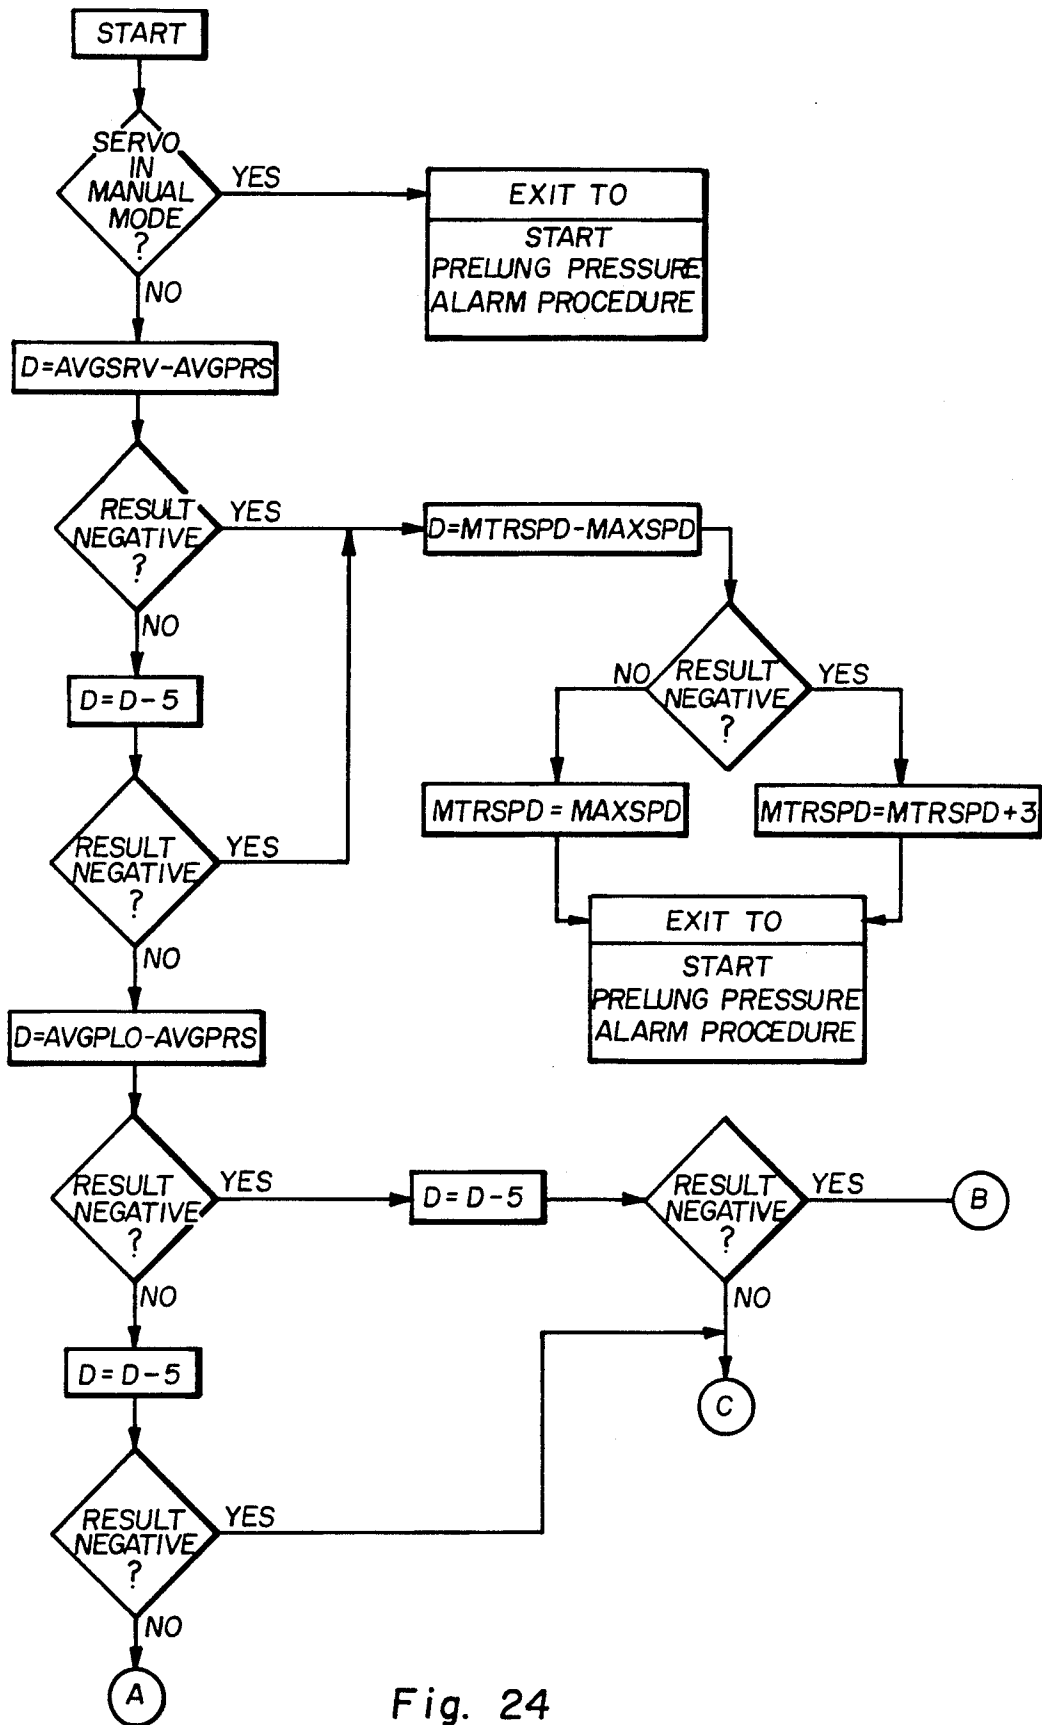 START
SERVO
IN
MANUAL
MODE
?
YES
NO
EXIT TO
START
PRELUNG PRESSURE
ALARM PROCEDURE
D=AVGSRV-AVGPRS
RESULT
NEGATIVE
?
YES
NO
D=MTRSPD-MAXSPD
D=D-5
RESULT
NEGATIVE
?
NO
YES
MTRSPD=MAXSPD
MTRSPD=MTRSPD+3
RESULT
NEGATIVE
?
YES
NO
EXIT TO
START
PRELUNG PRESSURE
ALARM PROCEDURE
D=AVGPLO-AVGPRS
RESULT
NEGATIVE
?
YES
NO
D=D-5
RESULT
NEGATIVE
?
YES
NO
B
C
D=D-5
RESULT
NEGATIVE
?
YES
NO
A
Fig. 24